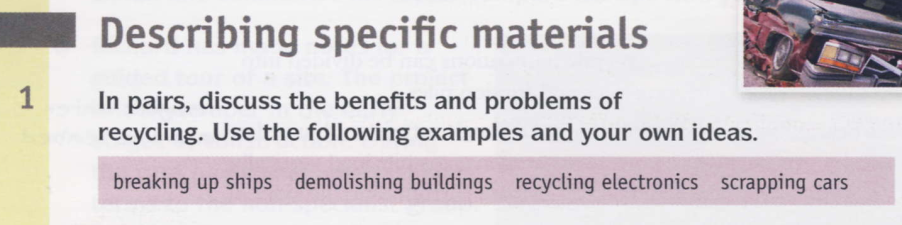 Describing specific materials
1
In pairs, discuss the benefits and problems of
recycling. Use the following examples and your own ideas.
breaking up ships demolishing buildings recycling electronics scrapping cars